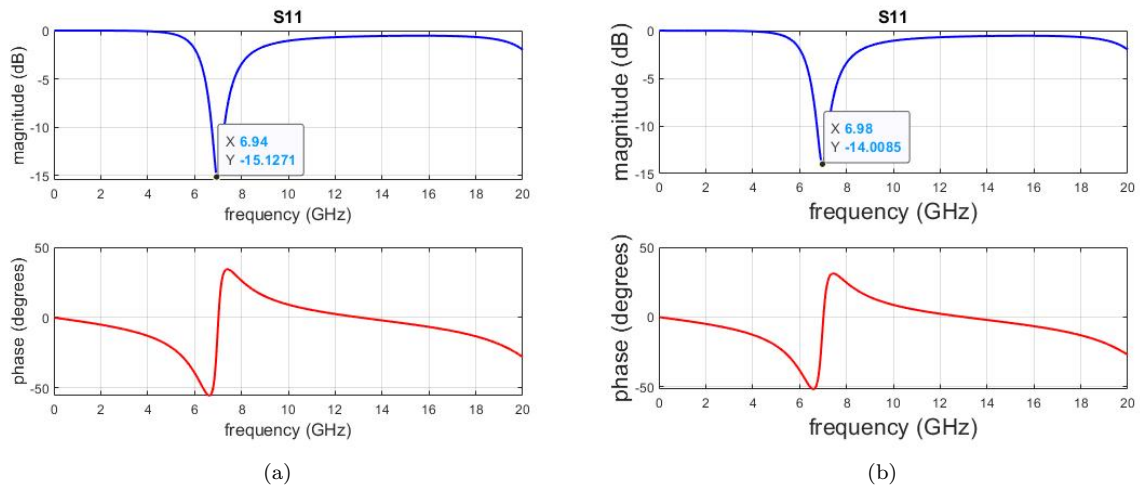 S11
magnitude (dB)
0
-5
-10
-15
X 6.94
Y -15.1271
0 2 4 6 8 10 12 14 16 18 20
frequency (GHz)
phase (degrees)
50
0
-50
0 2 4 6 8 10 12 14 16 18 20
frequency (GHz)
(a)
S11
magnitude (dB)
0
-5
-10
-15
X 6.98
Y -14.0085
0 2 4 6 8 10 12 14 16 18 20
frequency (GHz)
phase (degrees)
50
0
-50
0 2 4 6 8 10 12 14 16 18 20
frequency (GHz)
(b)